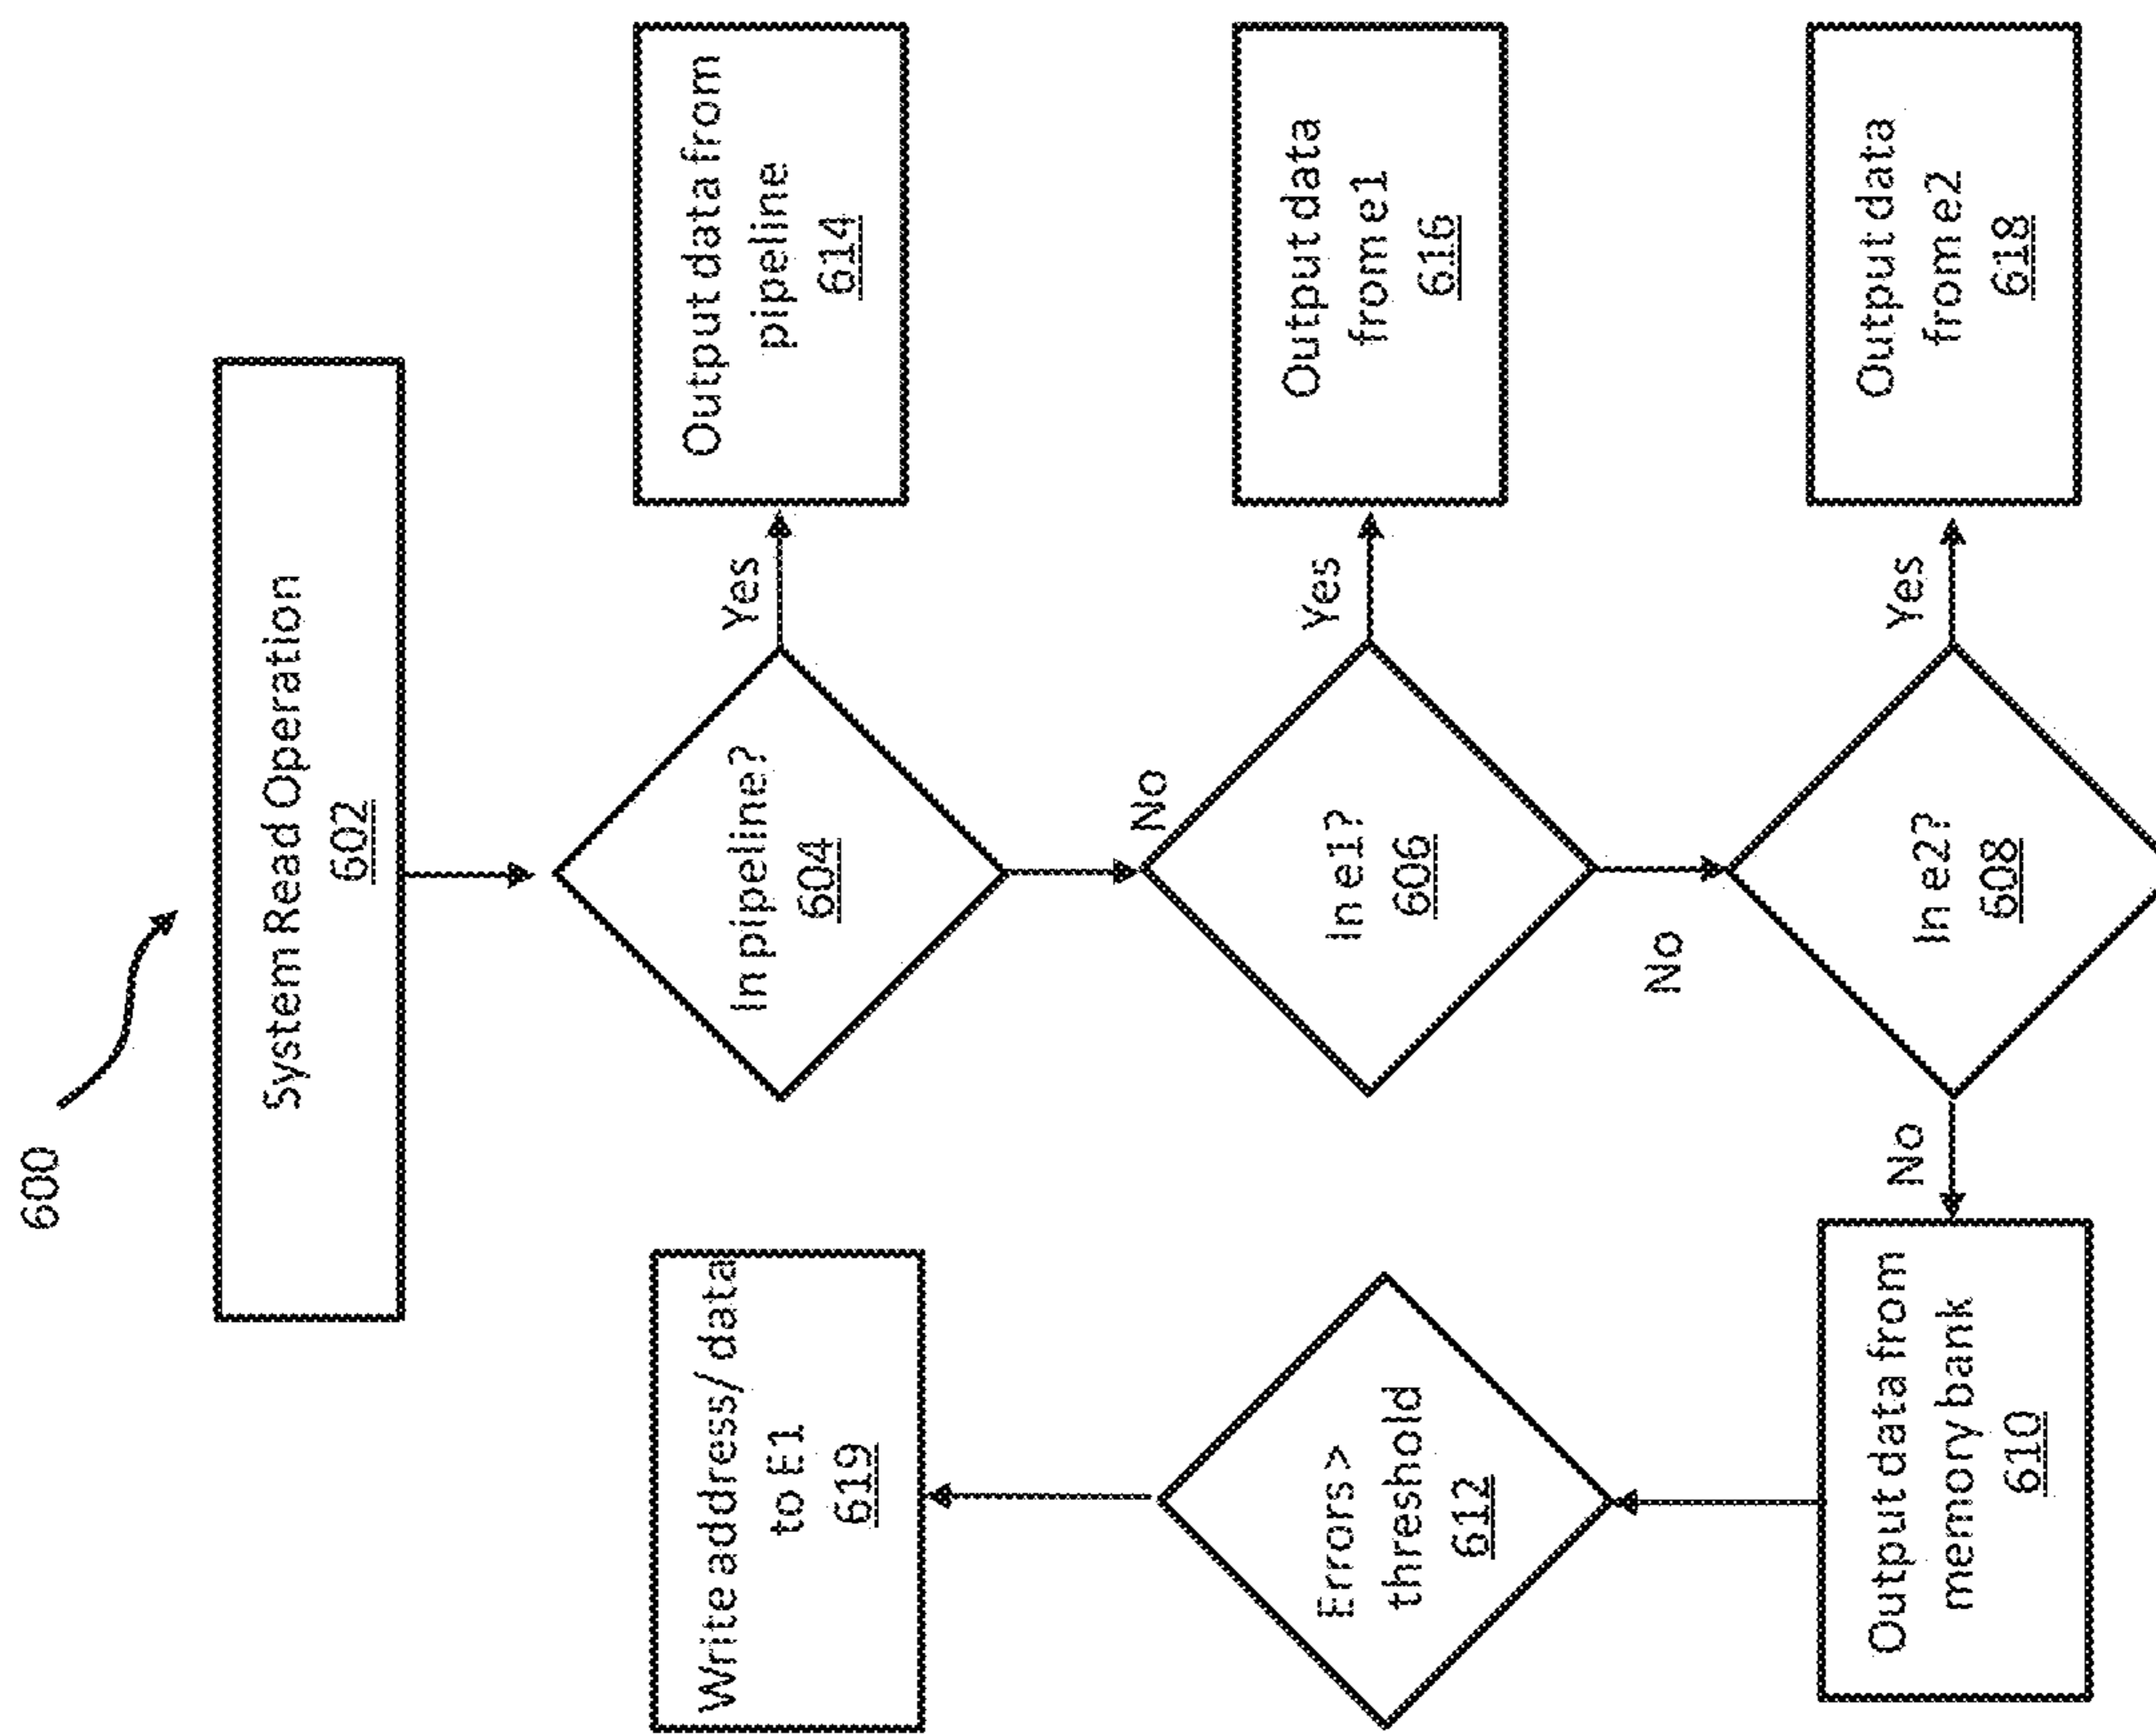 600
System Read Operation
602
In pipeline?
604
Yes
Output data from
pipeline
614
No
In e1?
606
Yes
Output data
from e1
616
No
In e2?
608
Yes
Output data
from e2
618
No
Output data from
memory bank
610
Errors >
threshold
612
Write address/ data
to E1
619